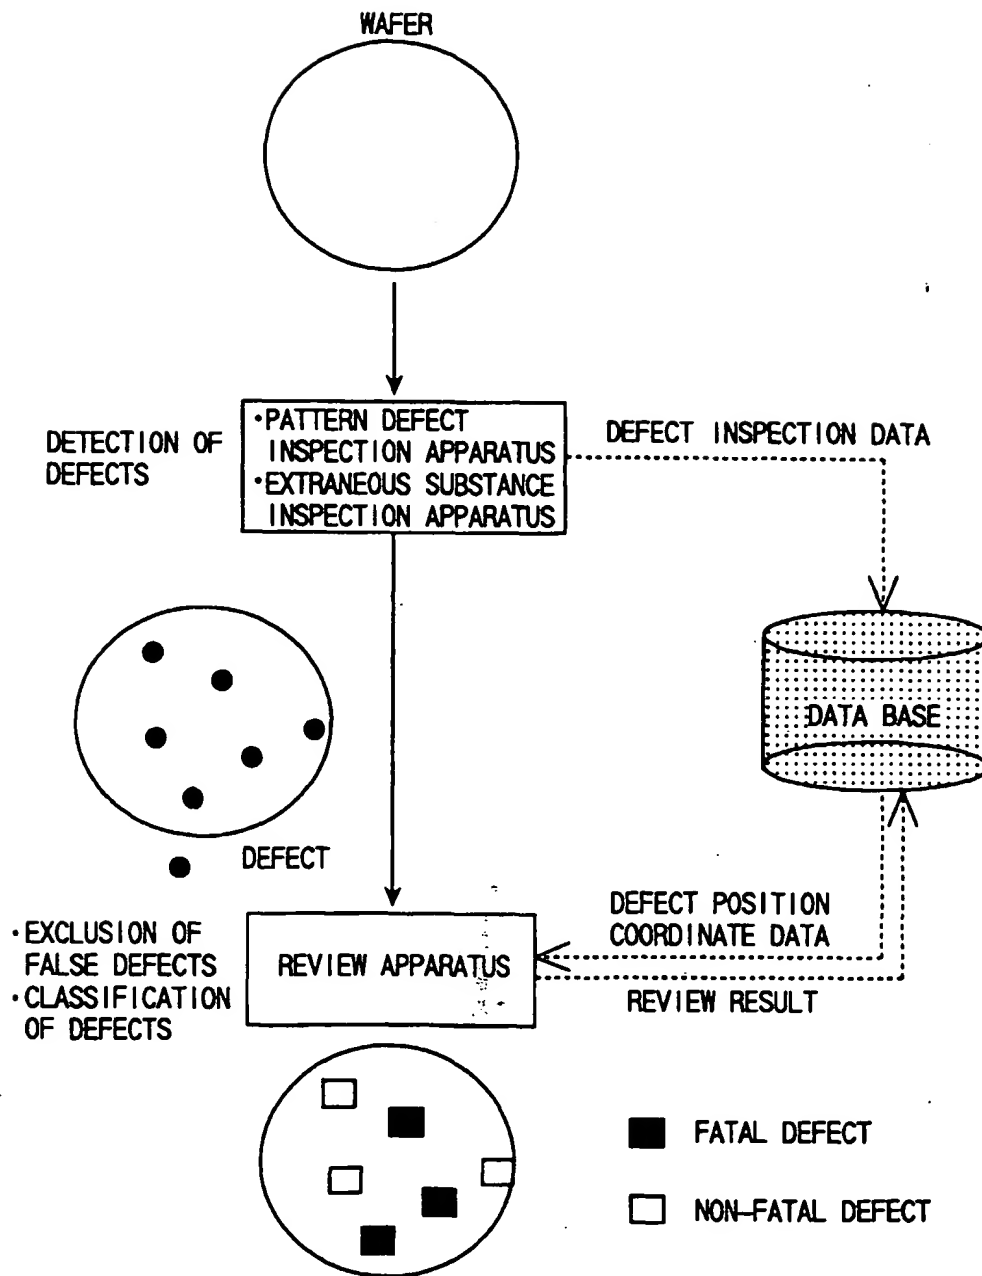 WAFER
DETECTION OF
DEFECTS
·PATTERN DEFECT
INSPECTION APPARATUS
·EXTRANEOUS SUBSTANCE
INSPECTION APPARATUS
DEFECT INSPECTION DATA
DATA BASE
DEFECT
·EXCLUSION OF
FALSE DEFECTS
·CLASSIFICATION
OF DEFECTS
REVIEW APPARATUS
DEFECT POSITION
COORDINATE DATA
REVIEW RESULT
FATAL DEFECT
NON-FATAL DEFECT